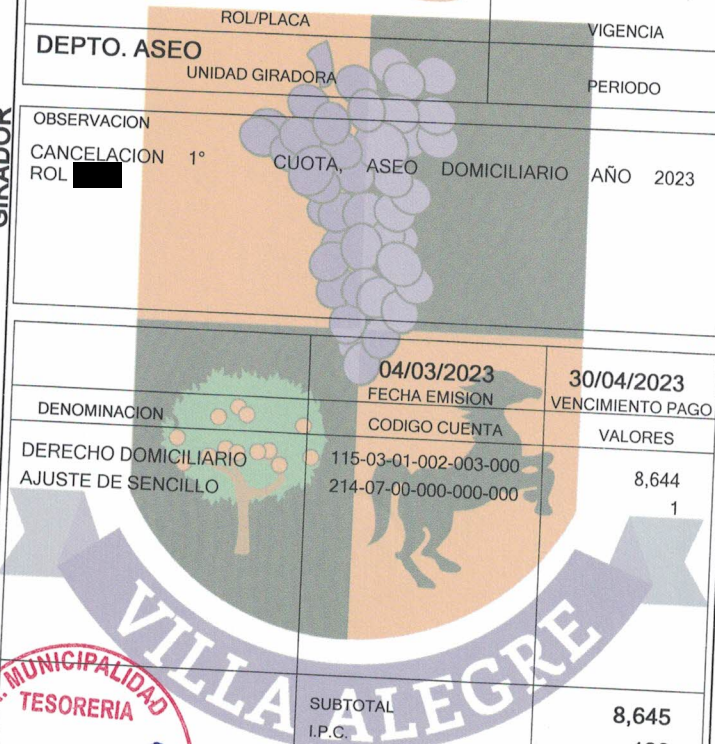 ROL/PLACA
VIGENCIA
DEPTO. ASEO
UNIDAD GIRADORA
PERIODO
GIRADOR
OBSERVACION
CANCELACION 1° CUOTA, ASEO DOMICILIARIO AÑO 2023
ROL
04/03/2023
30/04/2023
FECHA EMISION
VENCIMIENTO PAGO
DENOMINACION
CODIGO CUENTA
VALORES
DERECHO DOMICILIARIO 115-03-01-002-003-000 8,644
AJUSTE DE SENCILLO 214-07-00-000-000-000 1
VILLA ALEGRE
MUNICIPALIDAD
TESORERIA
SUBTOTAL 8,645
I.P.C.